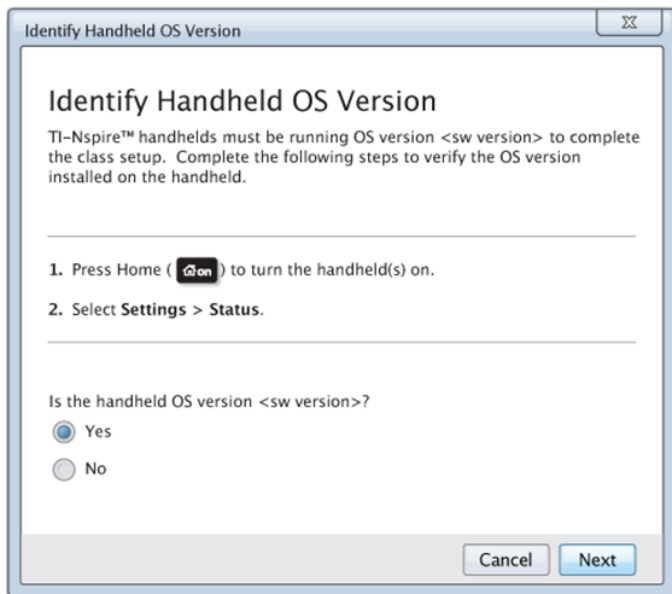 Identify Handheld OS Version
Identify Handheld OS Version
TI-Nspire™ handhelds must be running OS version <sw version> to complete
the class setup.  Complete the following steps to verify the OS version
installed on the handheld.
1. Press Home ( on ) to turn the handheld(s) on.
2. Select Settings > Status.
Is the handheld OS version <sw version>?
Yes
No
Cancel Next